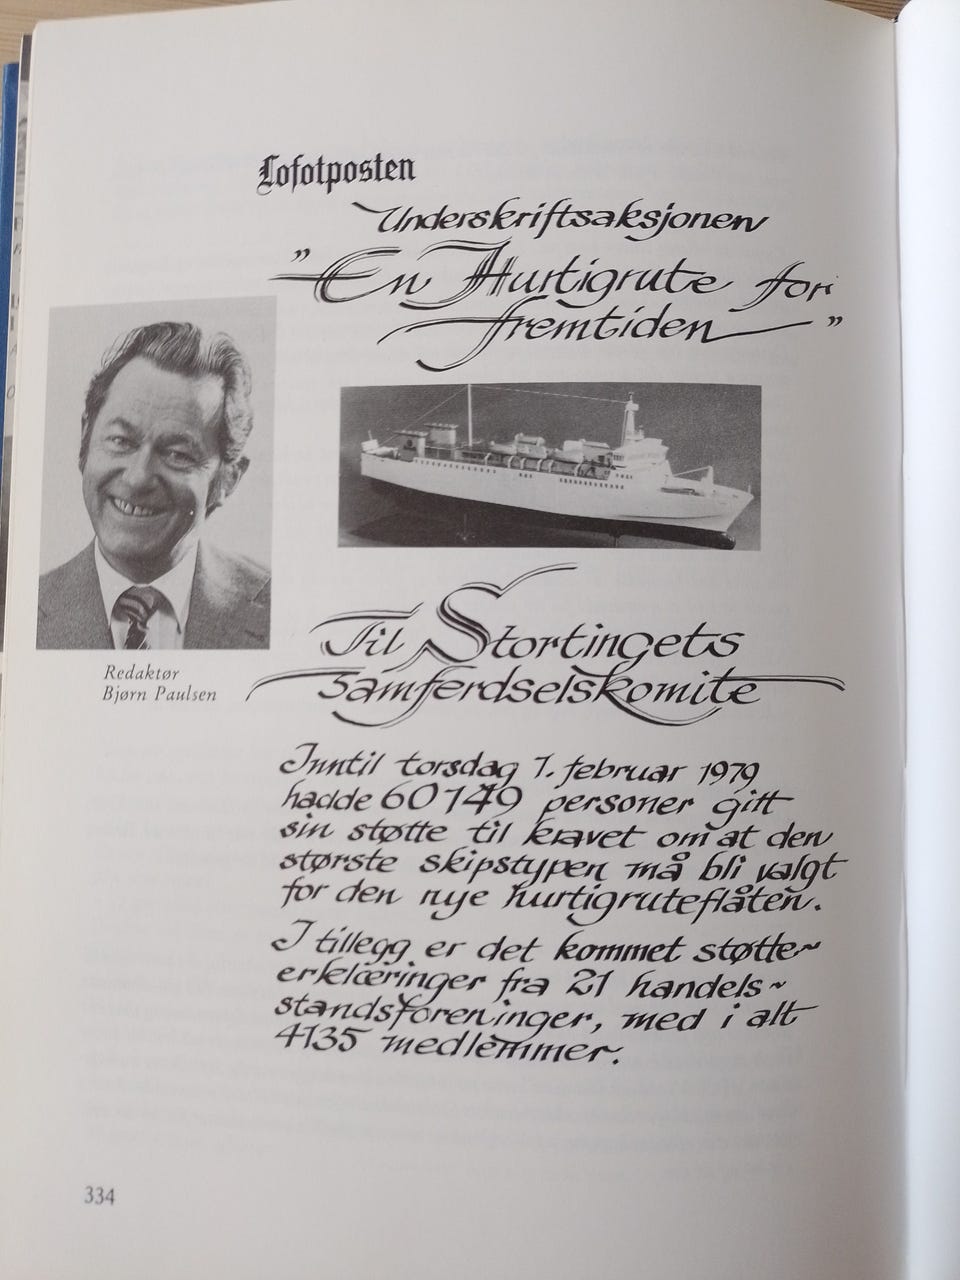 Lofotposten
Underskriftsaksjonen
"En Hurtigrute for
fremtiden"
Redaktør
Bjørn Paulsen
Til Stortingets
samferdselskomite
Inntil torsdag 1. februar 1979
hadde 60149 personer gitt
sin støtte til kravet om at den
største skipstypen må bli valgt
for den nye hurtigruteflåten.
I tillegg er det kommet støtte~
erklæringer fra 21 handels~
standsforeninger, med i alt
4135 medlemmer.
334